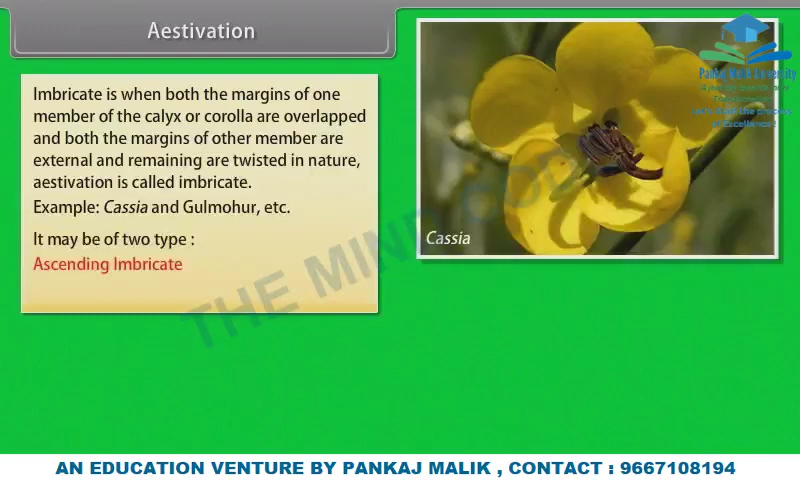 Aestivation
Imbricate is when both the margins of one
member of the calyx or corolla are overlapped
and both the margins of other member are
external and remaining are twisted in nature,
aestivation is called imbricate.
Example: Cassia and Gulmohur, etc.
It may be of two type :
Ascending Imbricate
Cassia
Pankaj Malik University
THE MIND
AN EDUCATION VENTURE BY PANKAJ MALIK , CONTACT : 9667108194